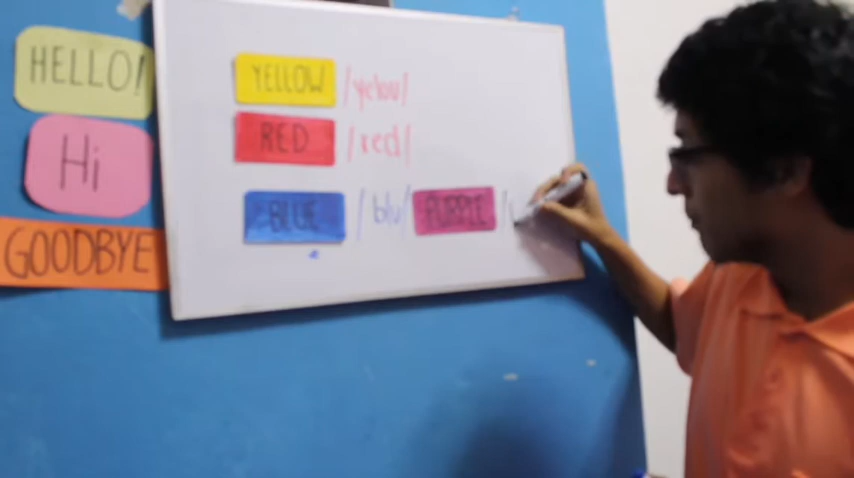 HELLO!
Hi
GOODBYE
YELLOW /yelou/
RED /red/
BLUE /blu/ PURPLE /